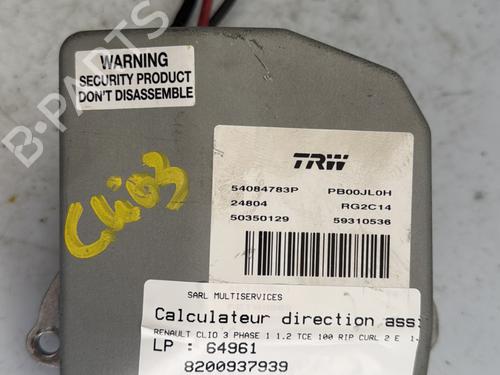 WARNING
SECURITY PRODUCT
DON'T DISASSEMBLE
Clio3
TRW
54084783P PB00JL0H
24804 RG2C14
50350129 59310536
SARL MULTISERVICES
Calculateur direction ass
RENAULT CLIO 3 PHASE 1 1.2 TCE 100 RIP CURL 2 E 1-
LP : 64961
8200937939
B-PARTS